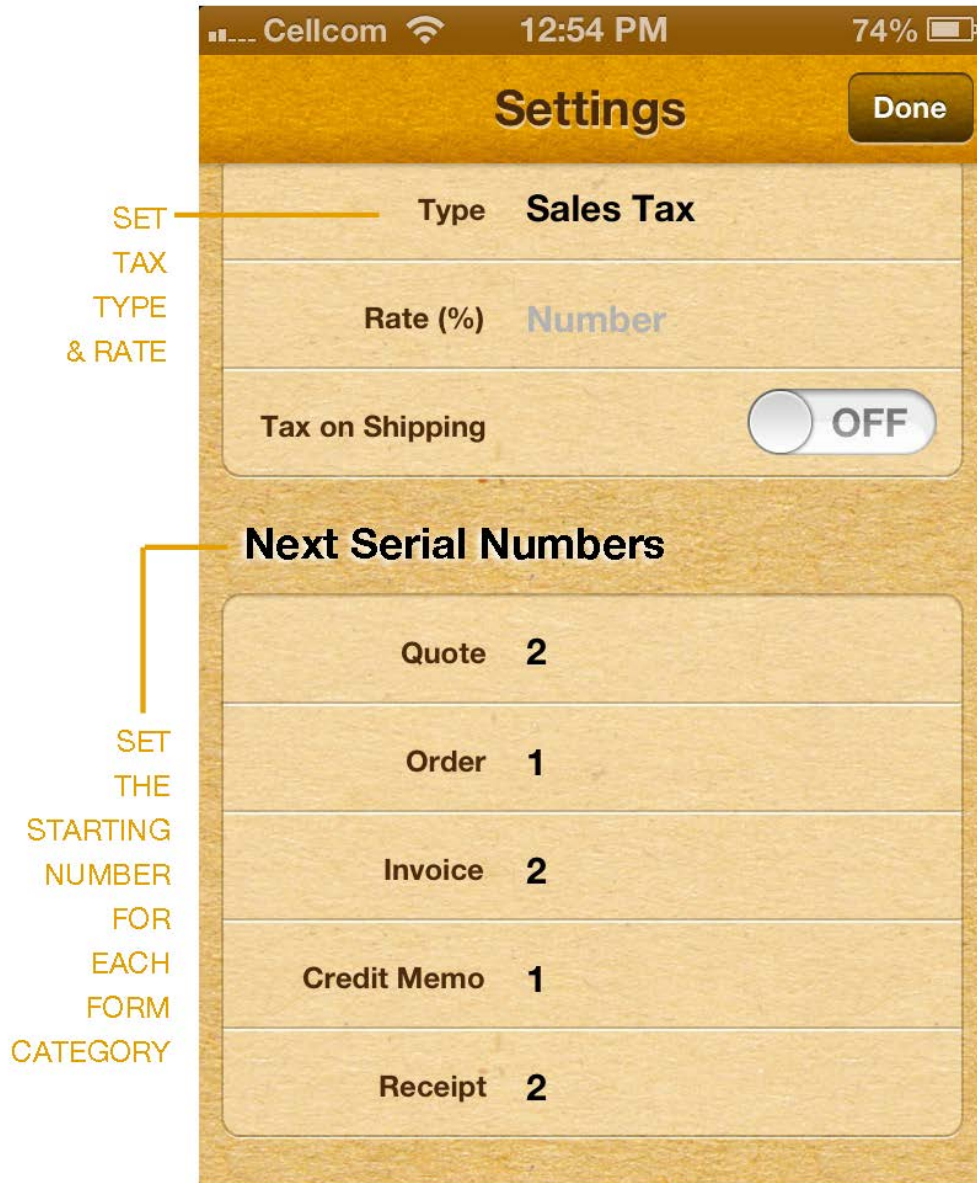 Cellcom 12:54 PM 74%
Settings Done
SET
TAX
TYPE
& RATE
Type Sales Tax
Rate (%) Number
Tax on Shipping OFF
Next Serial Numbers
SET
THE
STARTING
NUMBER
FOR
EACH
FORM
CATEGORY
Quote 2
Order 1
Invoice 2
Credit Memo 1
Receipt 2